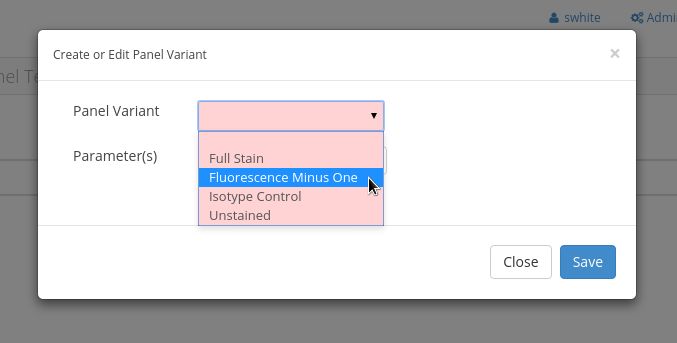 swhite Admi
Create or Edit Panel Variant ×
nel Te
Panel Variant
Parameter(s)
Full Stain
Fluorescence Minus One
Isotype Control
Unstained
Close Save